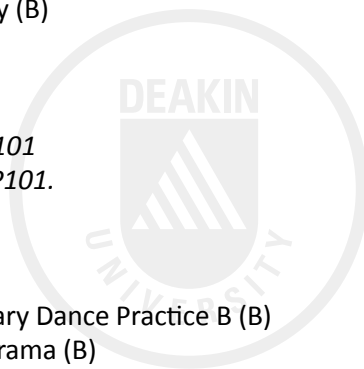 y (B)
DEAKIN
101
P101.
UNIVERSITY
ary Dance Practice B (B)
rama (B)